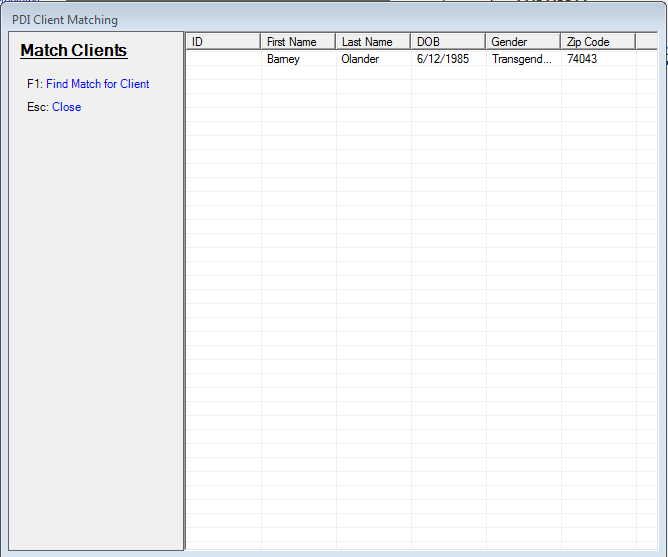 PDI Client Matching
Match Clients
F1: Find Match for Client
Esc: Close
ID First Name Last Name DOB Gender Zip Code
Barney Olander 6/12/1985 Transgend... 74043